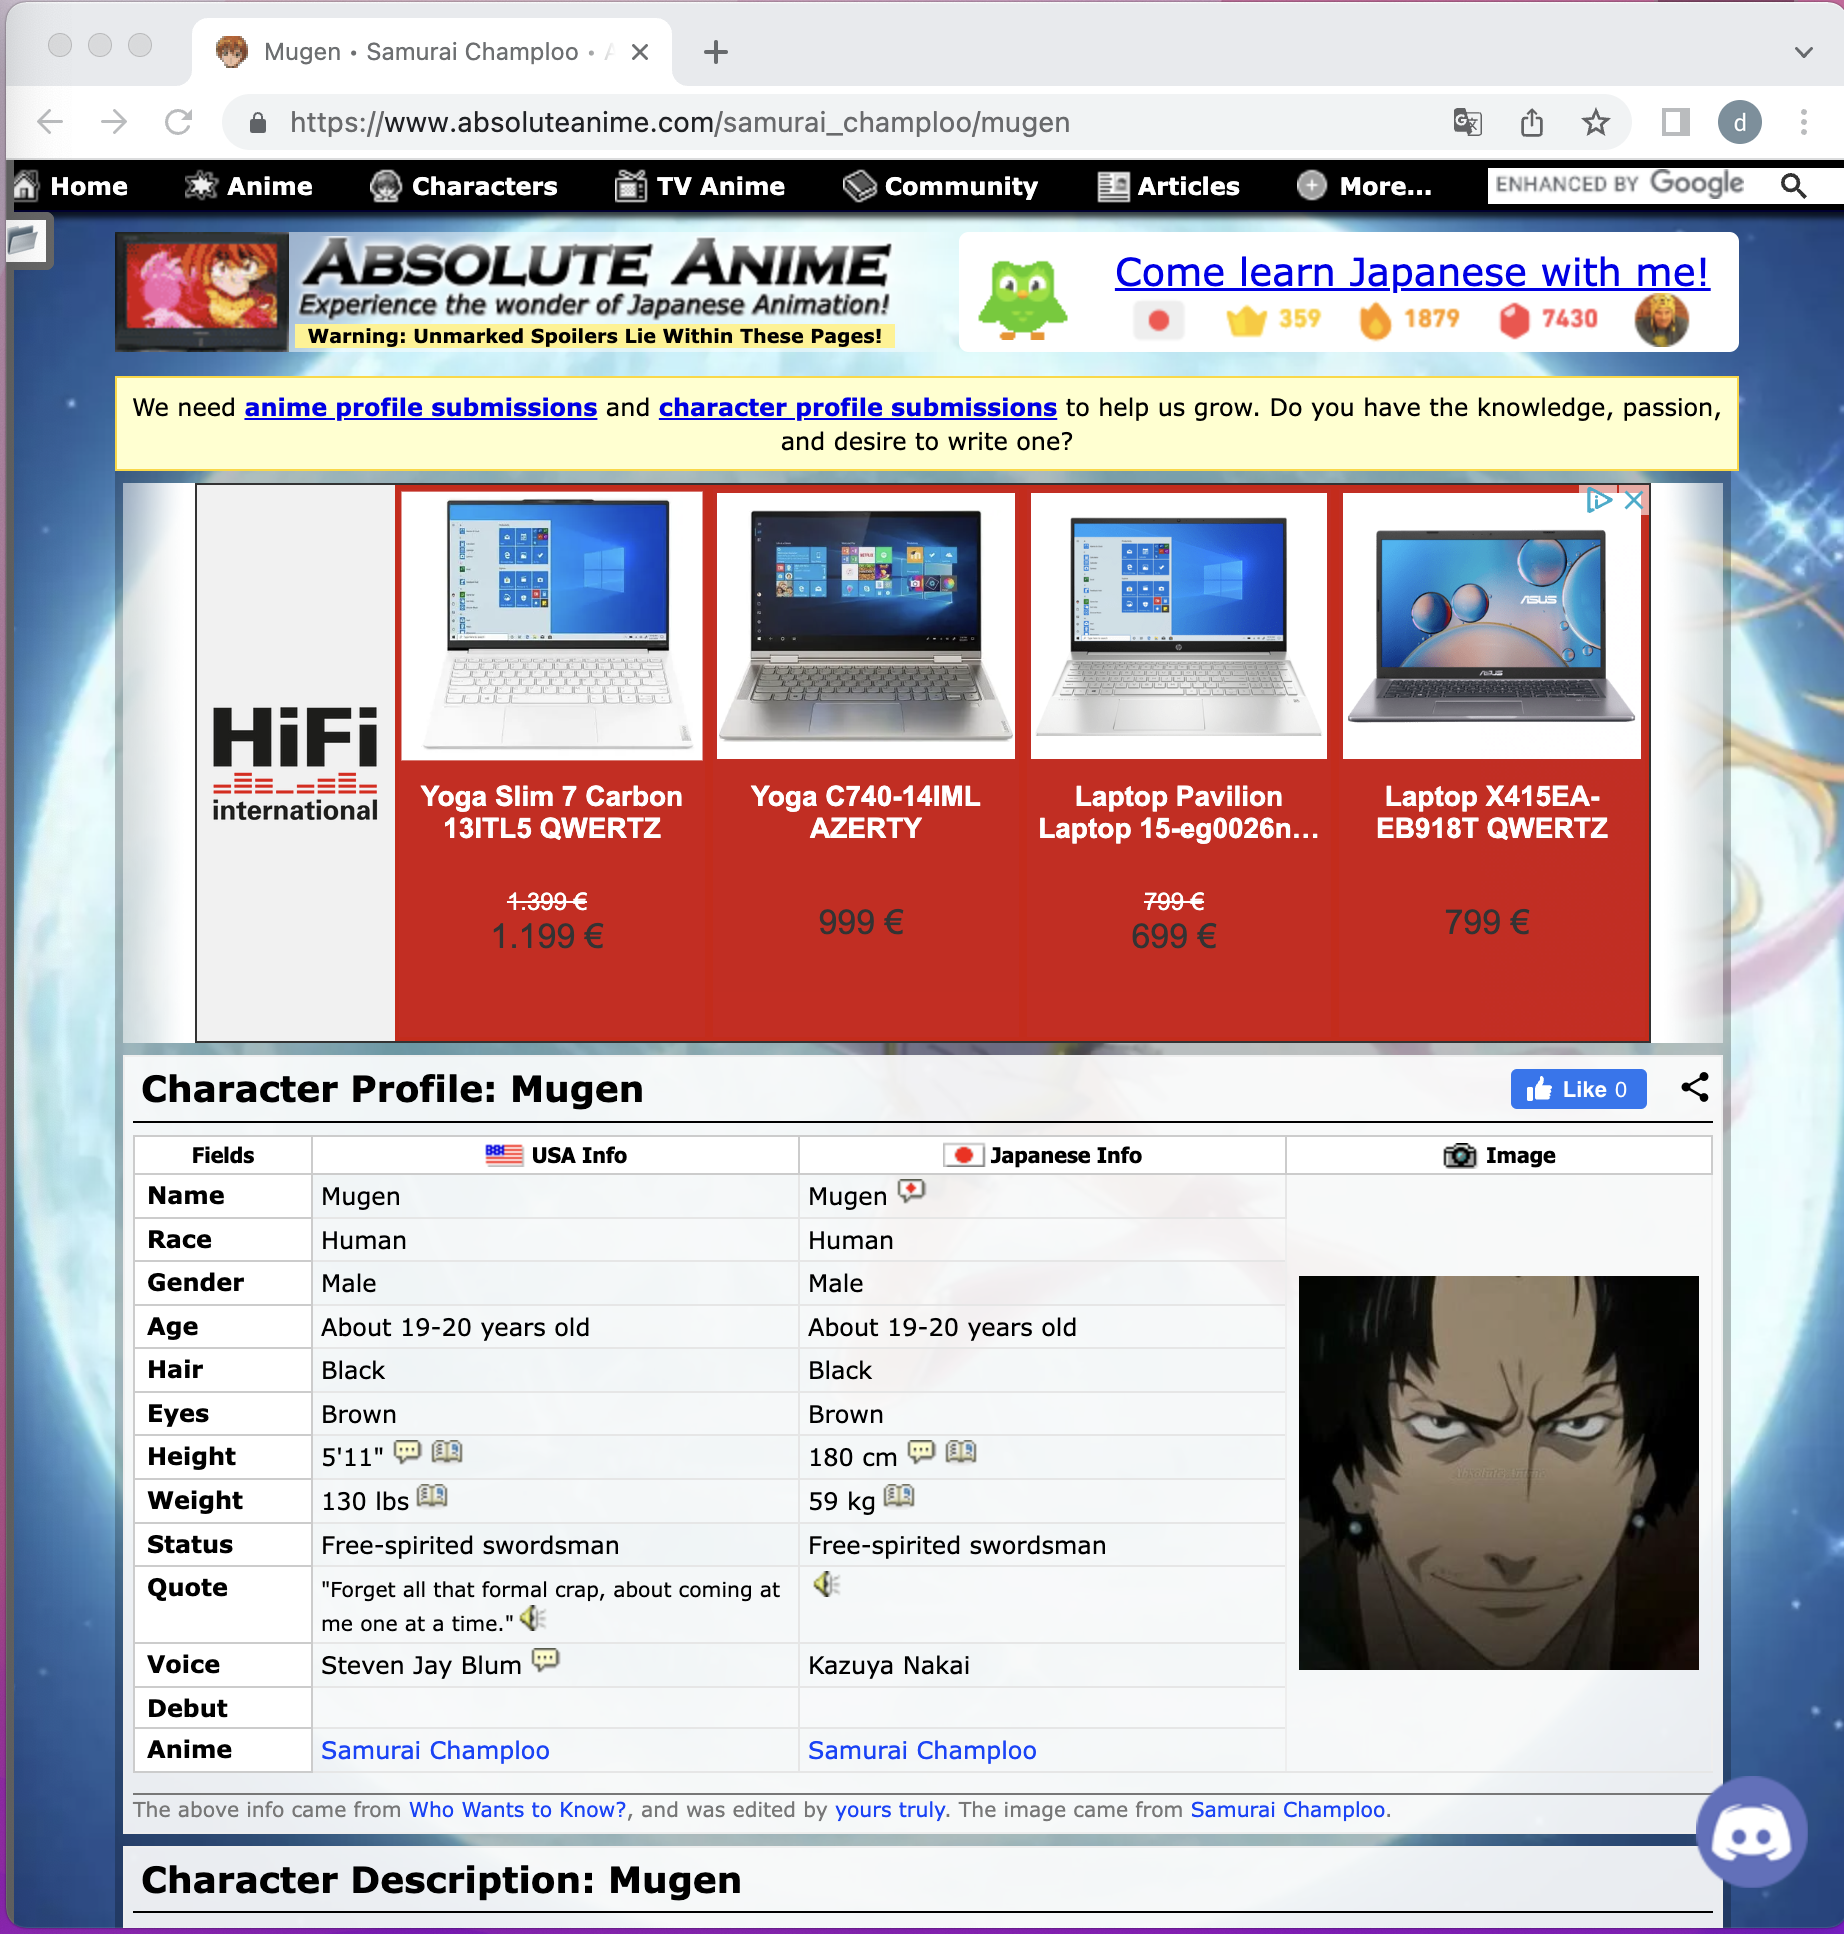 Mugen • Samurai Champloo •
https://www.absoluteanime.com/samurai_champloo/mugen
d
Home Anime Characters TV Anime Community Articles More... ENHANCED BY Google
ABSOLUTE ANIME
Experience the wonder of Japanese Animation!
Warning: Unmarked Spoilers Lie Within These Pages!
Come learn Japanese with me!
359 1879 7430
We need anime profile submissions and character profile submissions to help us grow. Do you have the knowledge, passion,
and desire to write one?
HiFi
international
Yoga Slim 7 Carbon
13ITL5 QWERTZ
1.399 €
1.199 €
Yoga C740-14IML
AZERTY
999 €
Laptop Pavilion
Laptop 15-eg0026n...
799 €
699 €
ASUS
Laptop X415EA-
EB918T QWERTZ
799 €
Character Profile: Mugen
Like 0
Fields USA Info Japanese Info Image
Name Mugen Mugen
Race Human Human
Gender Male Male
Age About 19-20 years old About 19-20 years old
Hair Black Black
Eyes Brown Brown
Height 5'11" 180 cm
Weight 130 lbs 59 kg
Status Free-spirited swordsman Free-spirited swordsman
Quote "Forget all that formal crap, about coming at
me one at a time."
Voice Steven Jay Blum Kazuya Nakai
Debut
Anime Samurai Champloo Samurai Champloo
Absolute Anime
The above info came from Who Wants to Know?, and was edited by yours truly. The image came from Samurai Champloo.
Character Description: Mugen